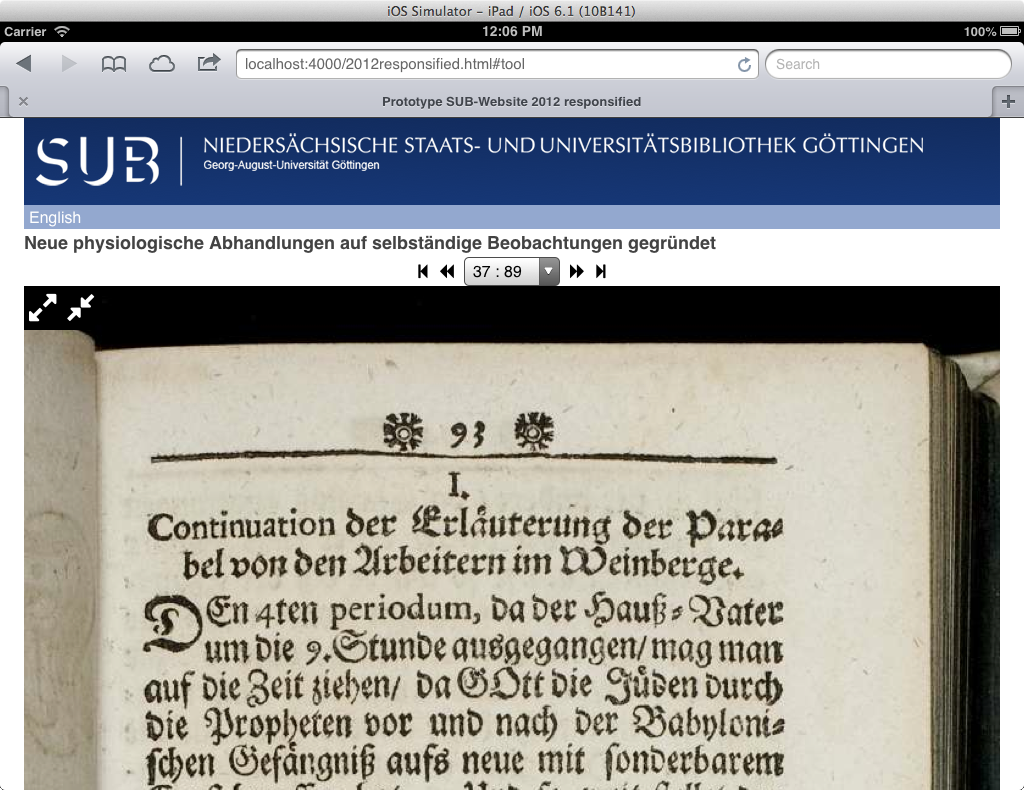 iOS Simulator – iPad / iOS 6.1 (10B141)
Carrier 12:06 PM 100%
localhost:4000/2012responsified.html#tool
Search
Prototype SUB-Website 2012 responsified
SUB
NIEDERSÄCHSISCHE STAATS- UND UNIVERSITÄTSBIBLIOTHEK GÖTTINGEN
Georg-August-Universität Göttingen
English
Neue physiologische Abhandlungen auf selbständige Beobachtungen gegründet
37 : 89
93
I.
Continuation der Erläuterung der Para-
bel von den Arbeitern im Weinberge.
DEn 4ten periodum, da der Hauß-Vater
um die 9. Stunde ausgegangen/ mag man
auf die Zeit ziehen/ da GOtt die Jüden durch
die Propheten vor und nach der Babyloni-
schen Gefängniß aufs neue mit sonderbarem